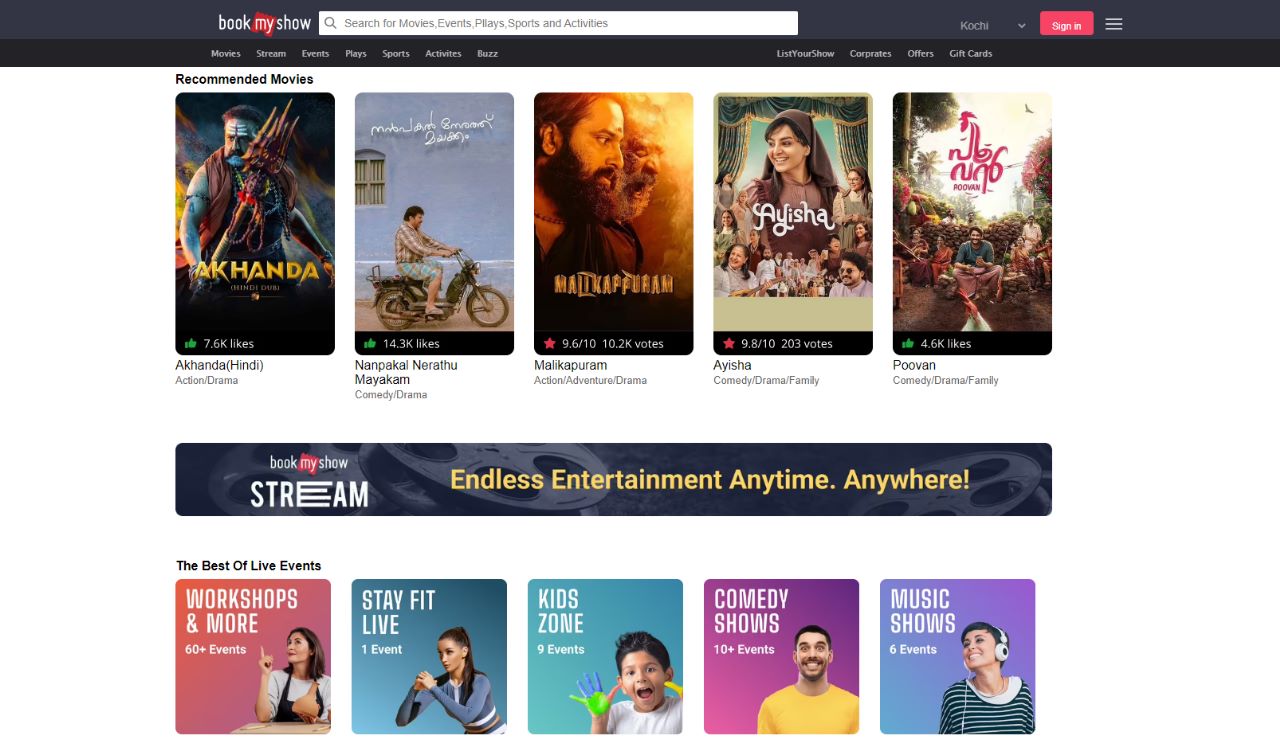 book my show
Search for Movies,Events,Pllays,Sports and Activities
Kochi
Sign in
Movies Stream Events Plays Sports Activites Buzz
ListYourShow Corprates Offers Gift Cards
Recommended Movies
AKHANDA
(HINDI DUB)
7.6K likes
Akhanda(Hindi)
Action/Drama
നൻപകൽ നേരത്ത്
മയക്കം
14.3K likes
Nanpakal Nerathu
Mayakam
Comedy/Drama
MALIKAPPURAM
9.6/10 10.2K votes
Malikapuram
Action/Adventure/Drama
Ayisha
9.8/10 203 votes
Ayisha
Comedy/Drama/Family
പൂവൻ
POOVAN
4.6K likes
Poovan
Comedy/Drama/Family
book my show
STREAM
Endless Entertainment Anytime. Anywhere!
The Best Of Live Events
WORKSHOPS
& MORE
60+ Events
STAY FIT
LIVE
1 Event
KIDS
ZONE
9 Events
COMEDY
SHOWS
10+ Events
MUSIC
SHOWS
6 Events